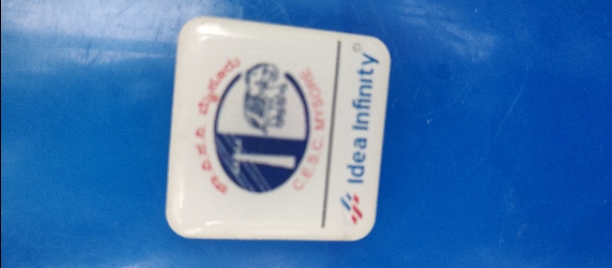 ಚಾ.ವಿ.ಸ.ನಿ. ಮೈಸೂರು
C.E.S.C. MYSORE
Idea Infinity